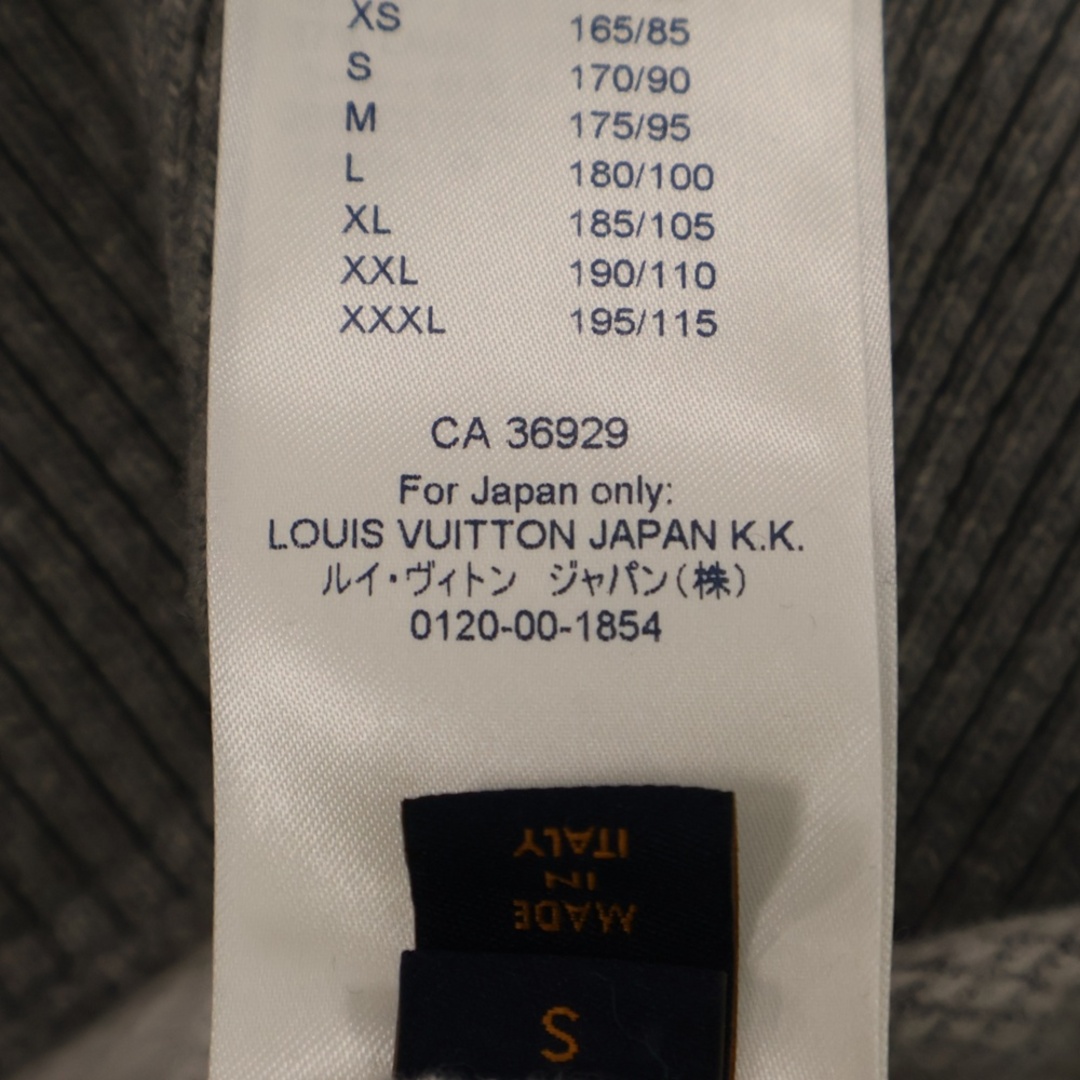 XS 165/85
S 170/90
M 175/95
L 180/100
XL 185/105
XXL 190/110
XXXL 195/115
CA 36929
For Japan only:
LOUIS VUITTON JAPAN K.K.
ルイ・ヴィトン ジャパン(株)
0120-00-1854
MADE
IN
ITALY
S